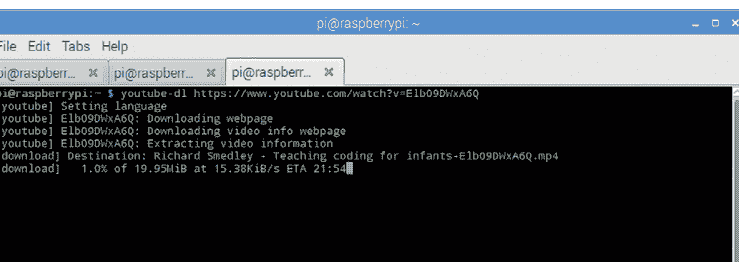 pi@raspberrypi: ~
File Edit Tabs Help
pi@raspberr... pi@raspberr... pi@raspberr...
pi@raspberrypi:~ $ youtube-dl https://www.youtube.com/watch?v=Elb09DWxA6Q
youtube] Setting language
youtube] Elb09DWxA6Q: Downloading webpage
youtube] Elb09DWxA6Q: Downloading video info webpage
youtube] Elb09DWxA6Q: Extracting video information
download] Destination: Richard Smedley - Teaching coding for infants-Elb09DWxA6Q.mp4
download] 1.0% of 19.95MiB at 15.38KiB/s ETA 21:54